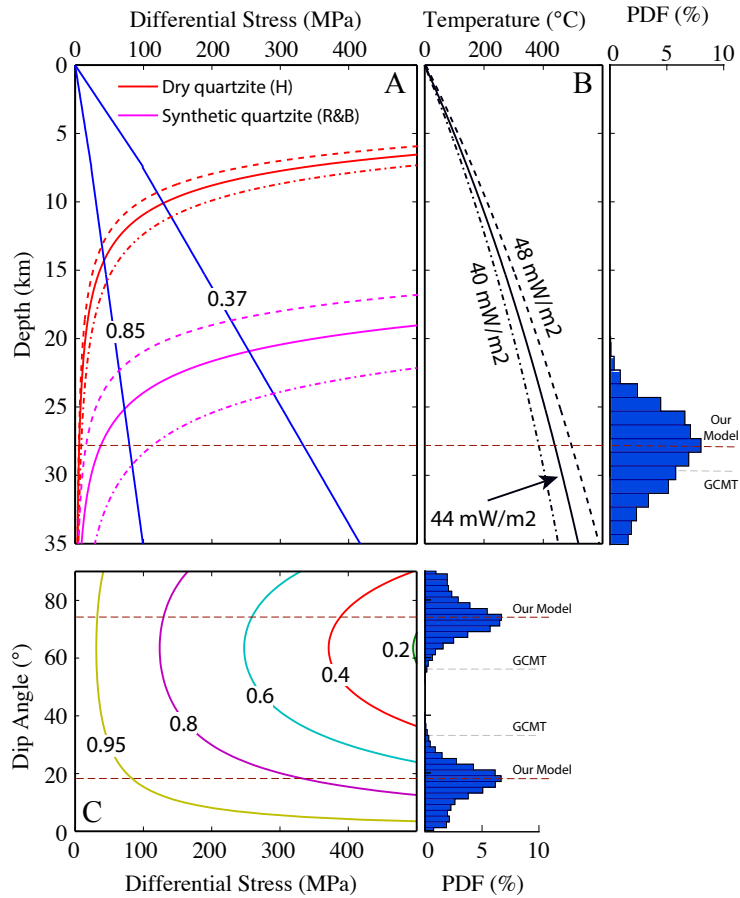 Differential Stress (MPa)
Temperature (°C)
PDF (%)
0 100 200 300 400
0 200 400
0 5 10
0
5
10
15
20
25
30
35
Depth (km)
Dry quartzite (H)
Synthetic quartzite (R&B)
A
0.85
0.37
B
48 mW/m2
40 mW/m2
44 mW/m2
Our
Model
GCMT
80
60
40
20
0
Dip Angle (°)
0.95
0.8
0.6
0.4
0.2
C
Our Model
GCMT
GCMT
Our Model
0 100 200 300 400
0 5 10
Differential Stress (MPa)
PDF (%)